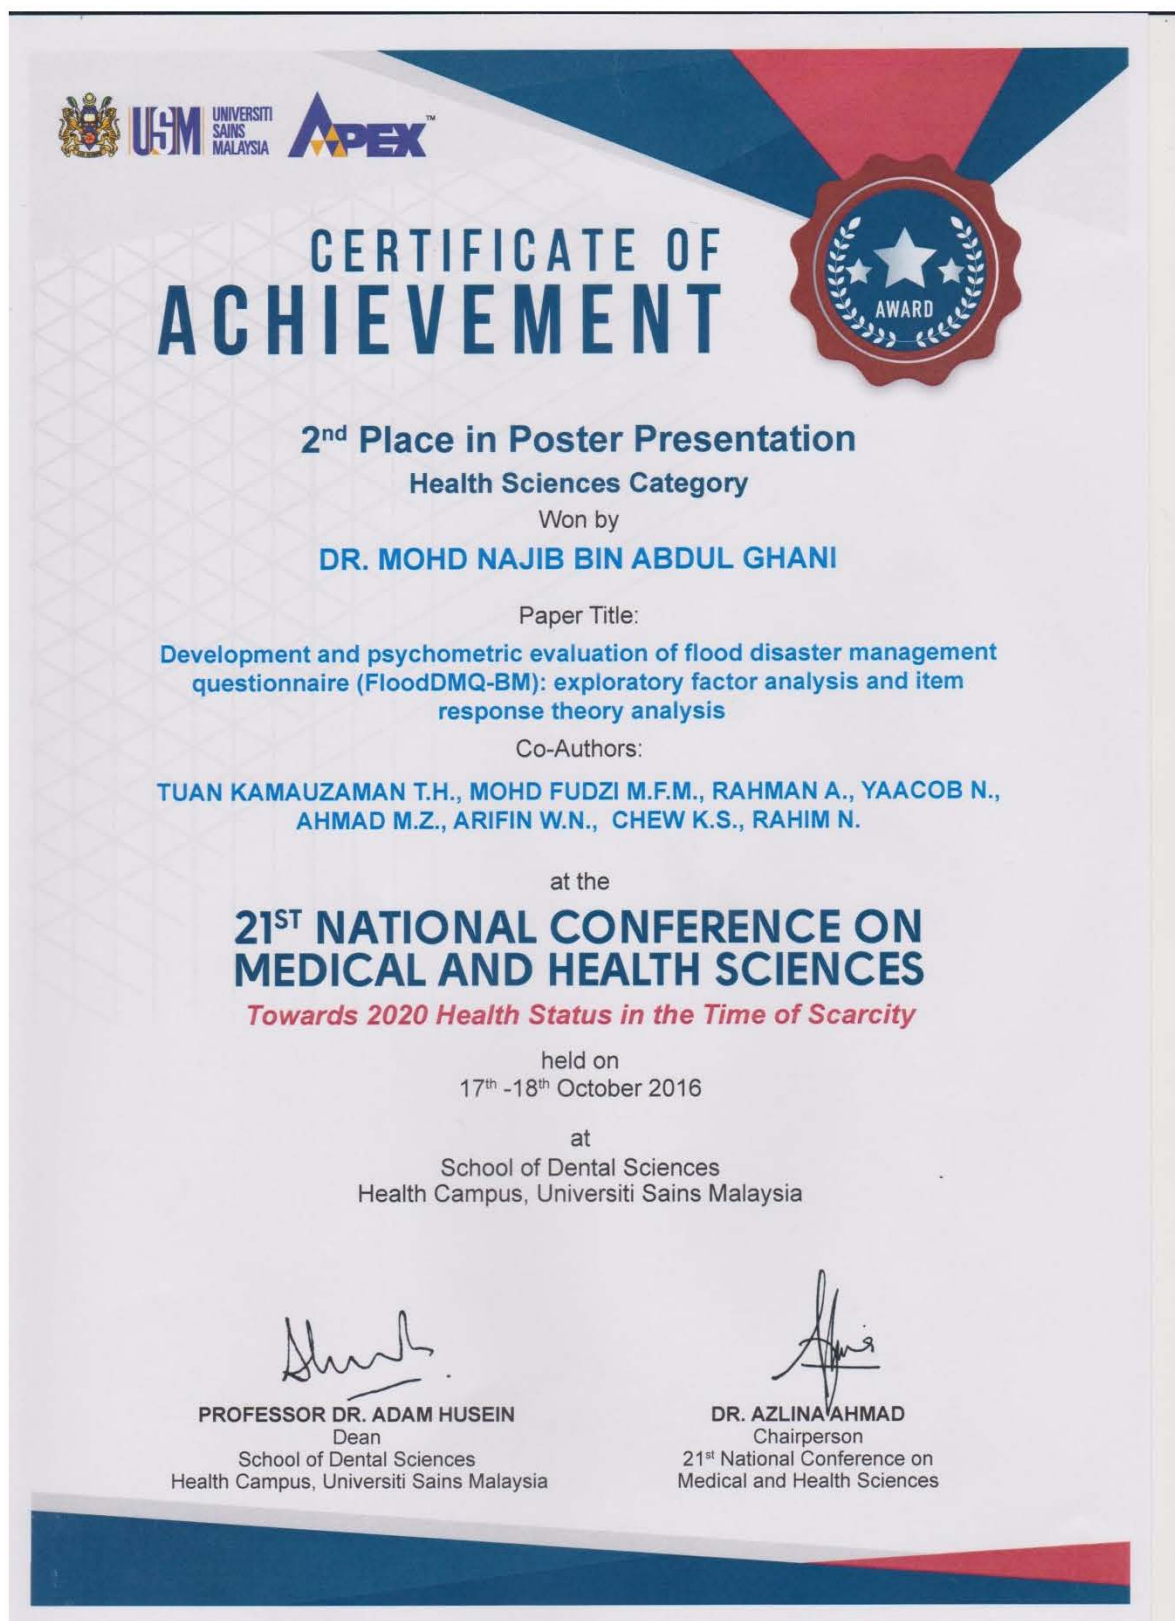 USM UNIVERSITI SAINS MALAYSIA APEX™
CERTIFICATE OF
ACHIEVEMENT
AWARD
2nd Place in Poster Presentation
Health Sciences Category
Won by
DR. MOHD NAJIB BIN ABDUL GHANI
Paper Title:
Development and psychometric evaluation of flood disaster management
questionnaire (FloodDMQ-BM): exploratory factor analysis and item
response theory analysis
Co-Authors:
TUAN KAMAUZAMAN T.H., MOHD FUDZI M.F.M., RAHMAN A., YAACOB N.,
AHMAD M.Z., ARIFIN W.N., CHEW K.S., RAHIM N.
at the
21ST NATIONAL CONFERENCE ON
MEDICAL AND HEALTH SCIENCES
Towards 2020 Health Status in the Time of Scarcity
held on
17th -18th October 2016
at
School of Dental Sciences
Health Campus, Universiti Sains Malaysia
PROFESSOR DR. ADAM HUSEIN
Dean
School of Dental Sciences
Health Campus, Universiti Sains Malaysia
DR. AZLINA AHMAD
Chairperson
21st National Conference on
Medical and Health Sciences